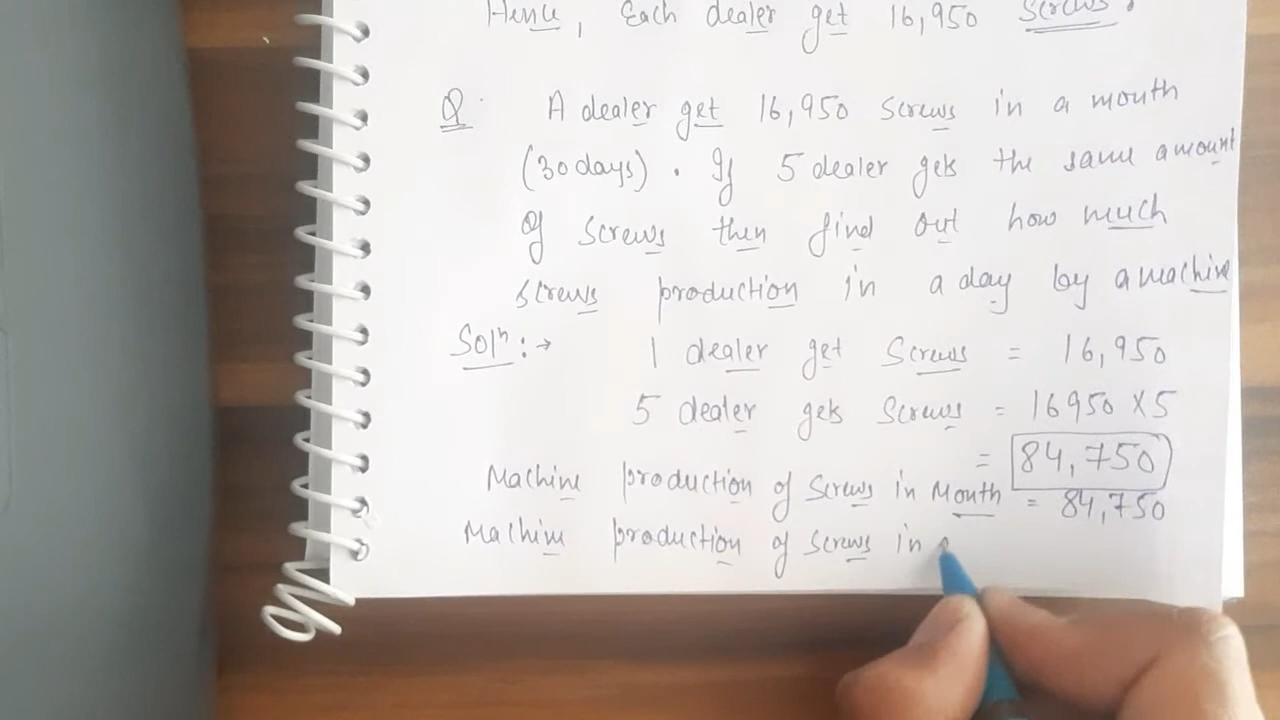 Hence, Each dealer get 16,950 Screws.
Q. A dealer get 16,950 Screws in a month
(30 days). If 5 dealer gets the same amount
Of Screws then find out how much
Screws production in a day by a machine
Solⁿ:→ 1 dealer get Screws = 16,950
5 dealer gets Screws = 16950 X 5
= 84,750
Machine production of Screws in Month = 84,750
Machine production of Screws in